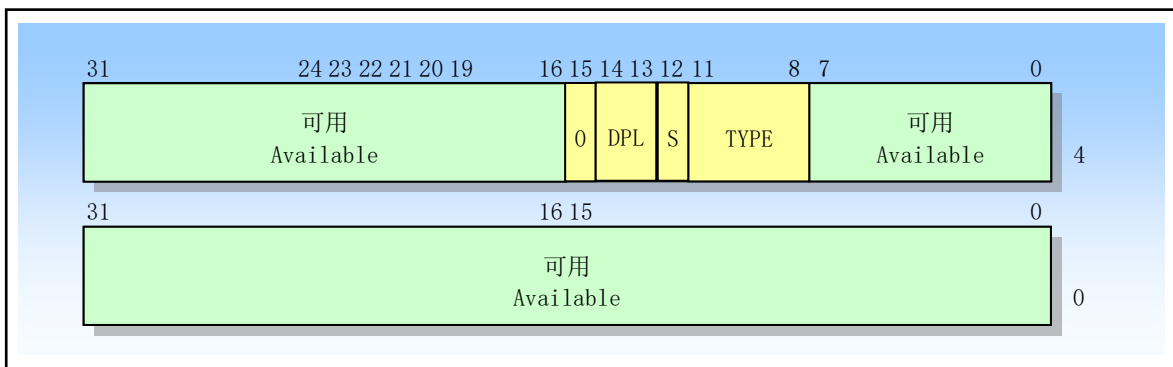 31 24 23 22 21 20 19 16 15 14 13 12 11 8 7 0
可用 0 DPL S TYPE 可用
Available Available 4
31 16 15 0
可用
Available 0